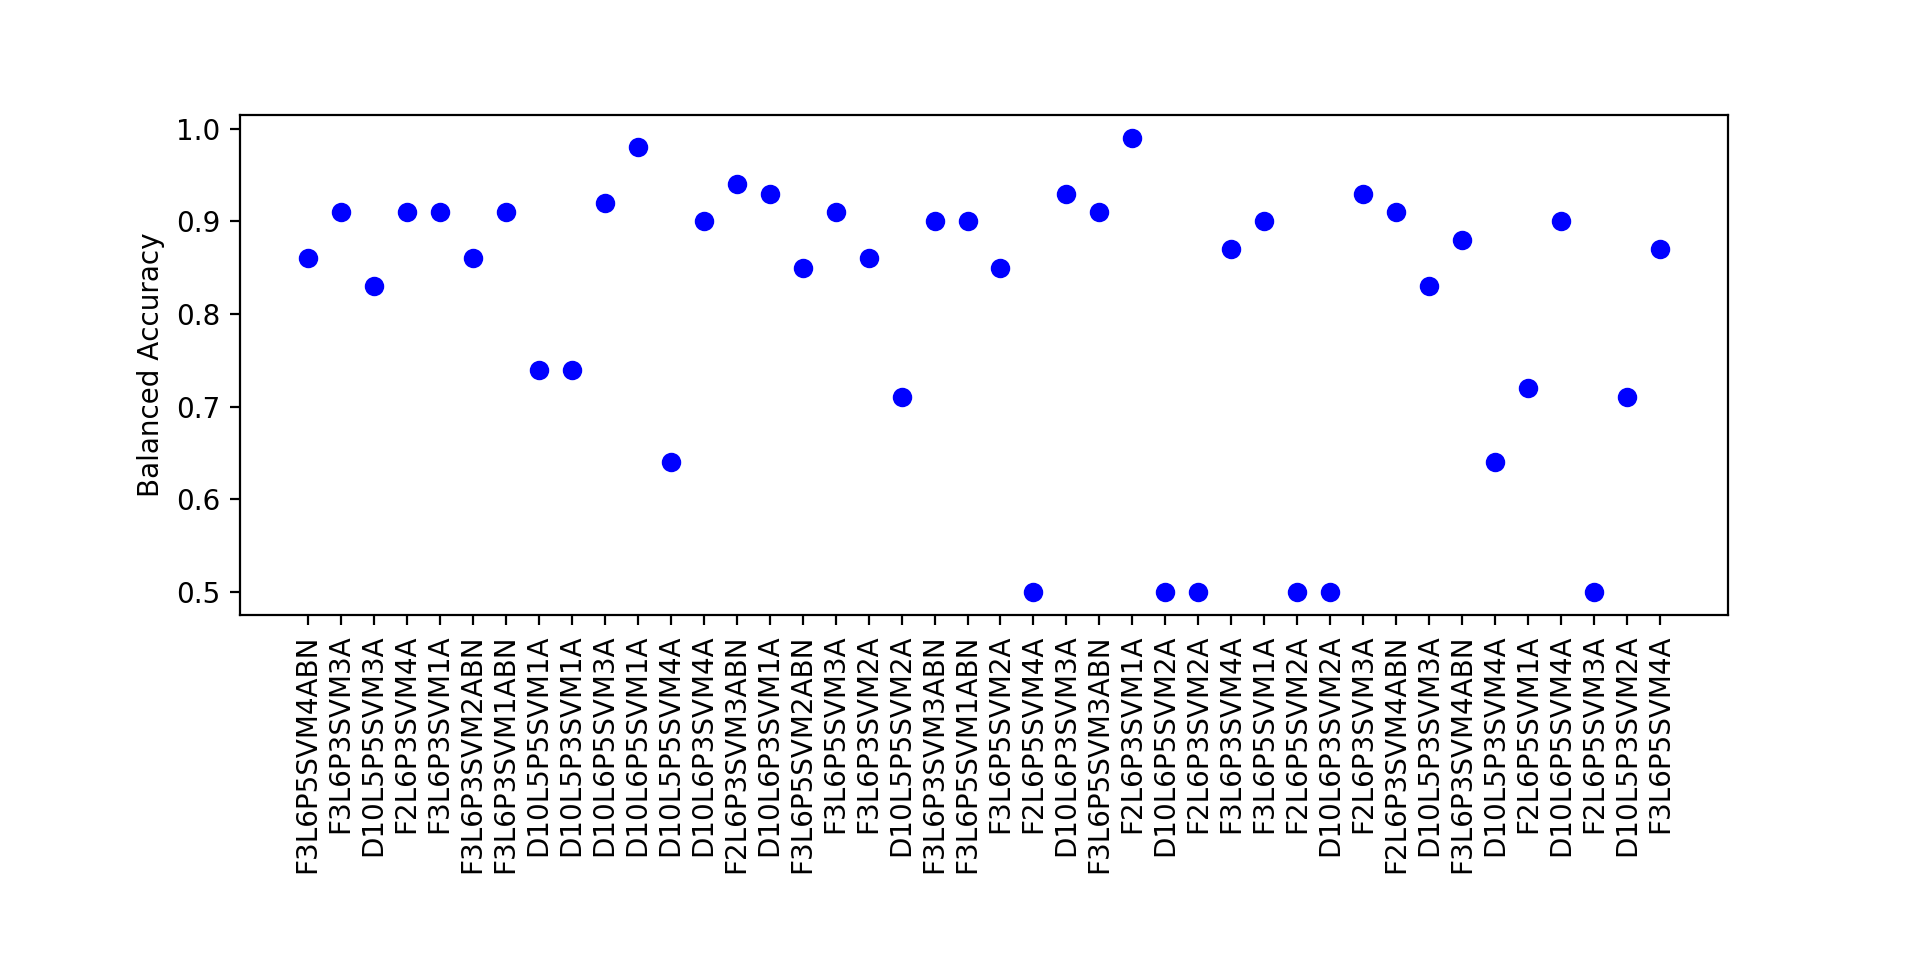 Balanced Accuracy
1.0
0.9
0.8
0.7
0.6
0.5
F3L6P5SVM4ABN
F3L6P3SVM3A
D10L5P5SVM3A
F2L6P3SVM4A
F3L6P3SVM1A
F3L6P3SVM2ABN
F3L6P3SVM1ABN
D10L5P5SVM1A
D10L5P3SVM1A
D10L6P5SVM3A
D10L6P5SVM1A
D10L5P5SVM4A
D10L6P3SVM4A
F2L6P3SVM3ABN
D10L6P3SVM1A
F3L6P5SVM2ABN
F3L6P5SVM3A
F3L6P3SVM2A
D10L5P5SVM2A
F3L6P3SVM3ABN
F3L6P5SVM1ABN
F3L6P5SVM2A
F2L6P5SVM4A
D10L6P3SVM3A
F3L6P5SVM3ABN
F2L6P3SVM1A
D10L6P5SVM2A
F2L6P3SVM2A
F3L6P3SVM4A
F3L6P5SVM1A
F2L6P5SVM2A
D10L6P3SVM2A
F2L6P3SVM3A
F2L6P3SVM4ABN
D10L5P3SVM3A
F3L6P3SVM4ABN
D10L5P3SVM4A
F2L6P5SVM1A
D10L6P5SVM4A
F2L6P5SVM3A
D10L5P3SVM2A
F3L6P5SVM4A